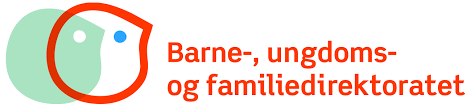 Barne-, ungdoms-
og familiedirektoratet